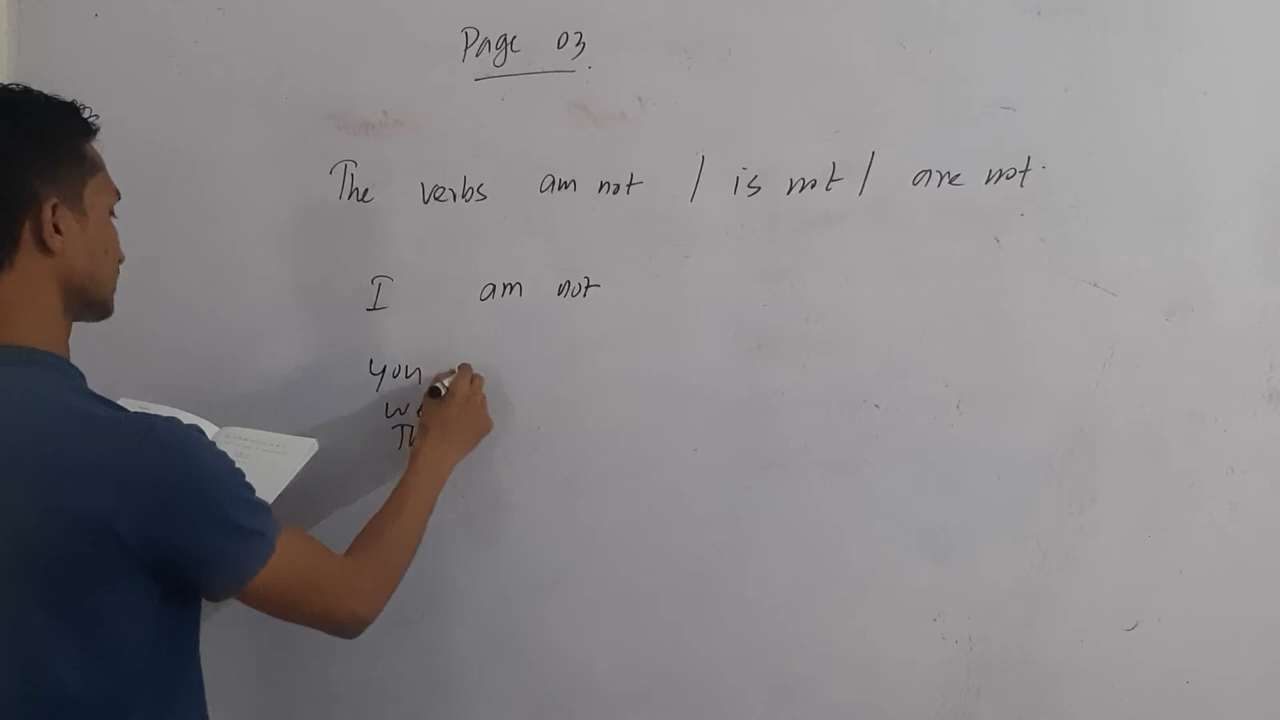 Page 03.
The verbs am not / is not / are not.
I am not
you